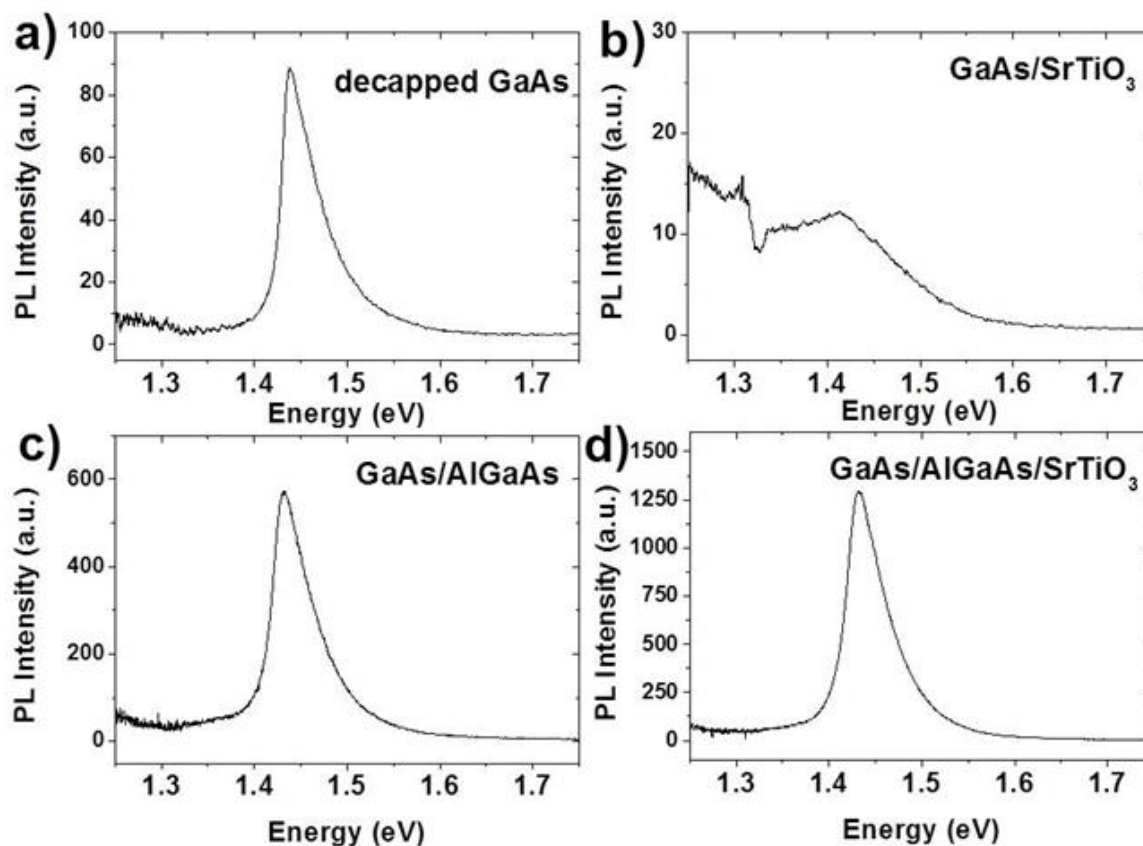 a)
decapped GaAs
PL Intensity (a.u.)
100
80
60
40
20
0
1.3 1.4 1.5 1.6 1.7
Energy (eV)
b)
GaAs/SrTiO₃
PL Intensity (a.u.)
30
20
10
0
1.3 1.4 1.5 1.6 1.7
Energy (eV)
c)
GaAs/AlGaAs
PL Intensity (a.u.)
600
400
200
0
1.3 1.4 1.5 1.6 1.7
Energy (eV)
d)
GaAs/AlGaAs/SrTiO₃
PL Intensity (a.u.)
1500
1250
1000
750
500
250
0
1.3 1.4 1.5 1.6 1.7
Energy (eV)